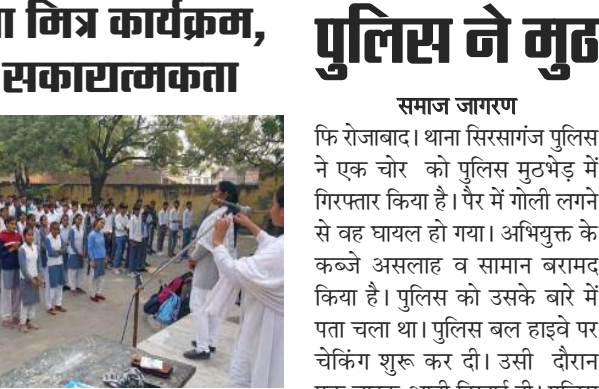 मित्र कार्यक्रम,
सकारात्मकता
पुलिस ने मुठ
समाज जागरण
फि रोजाबाद। थाना सिरसागंज पुलिस
ने एक चोर को पुलिस मुठभेड़ में
गिरफ्तार किया है। पैर में गोली लगने
से वह घायल हो गया। अभियुक्त के
कब्जे असलाह व सामान बरामद
किया है। पुलिस को उसके बारे में
पता चला था। पुलिस बल हाइवे पर
चेकिंग शुरू कर दी। उसी दौरान